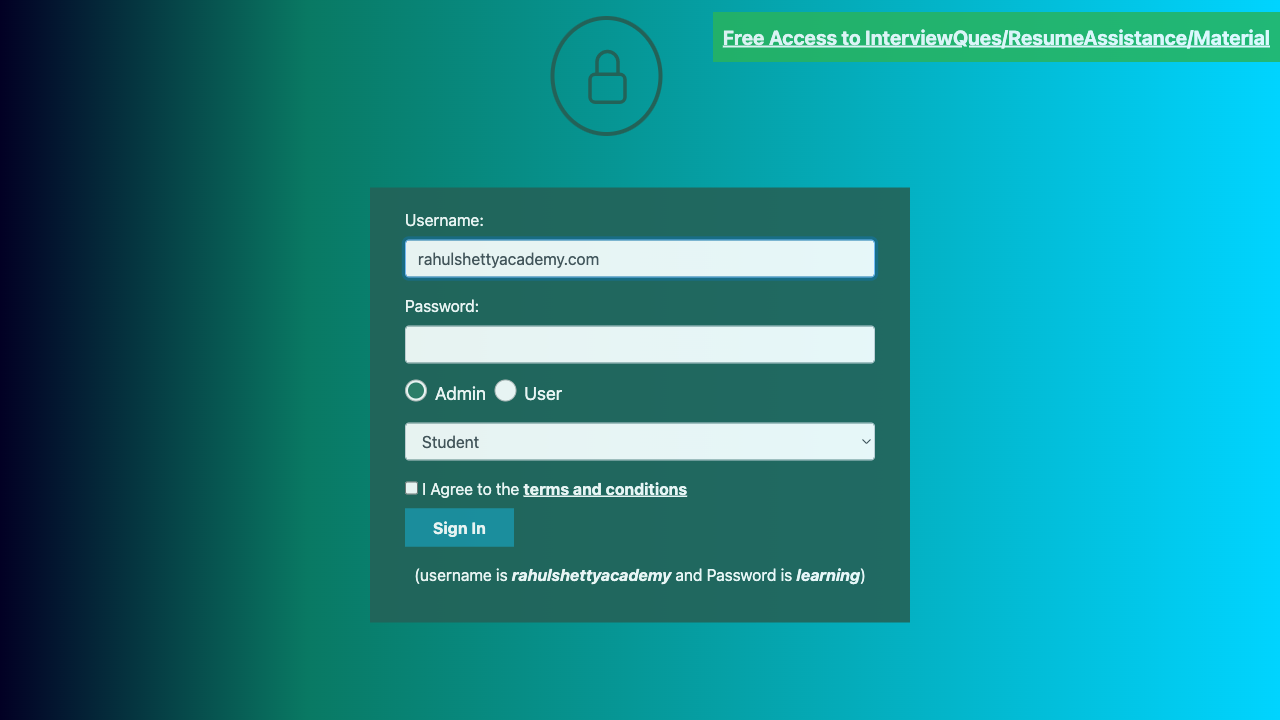 Free Access to InterviewQues/ResumeAssistance/Material
Username:
rahulshettyacademy.com
Password:
Admin User
Student
I Agree to the terms and conditions
Sign In
(username is rahulshettyacademy and Password is learning)